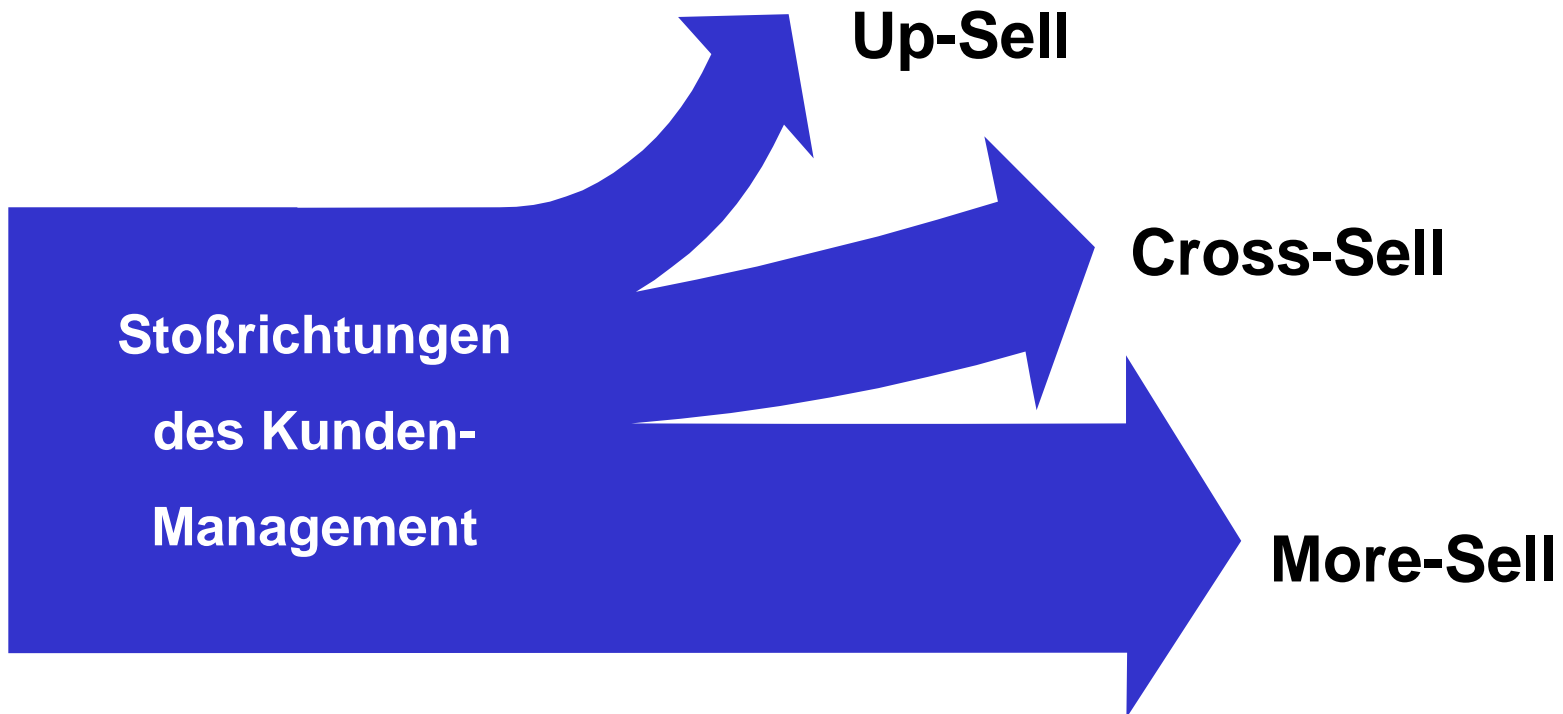 Up-Sell
Cross-Sell
Stoßrichtungen
des Kunden-
Management
More-Sell